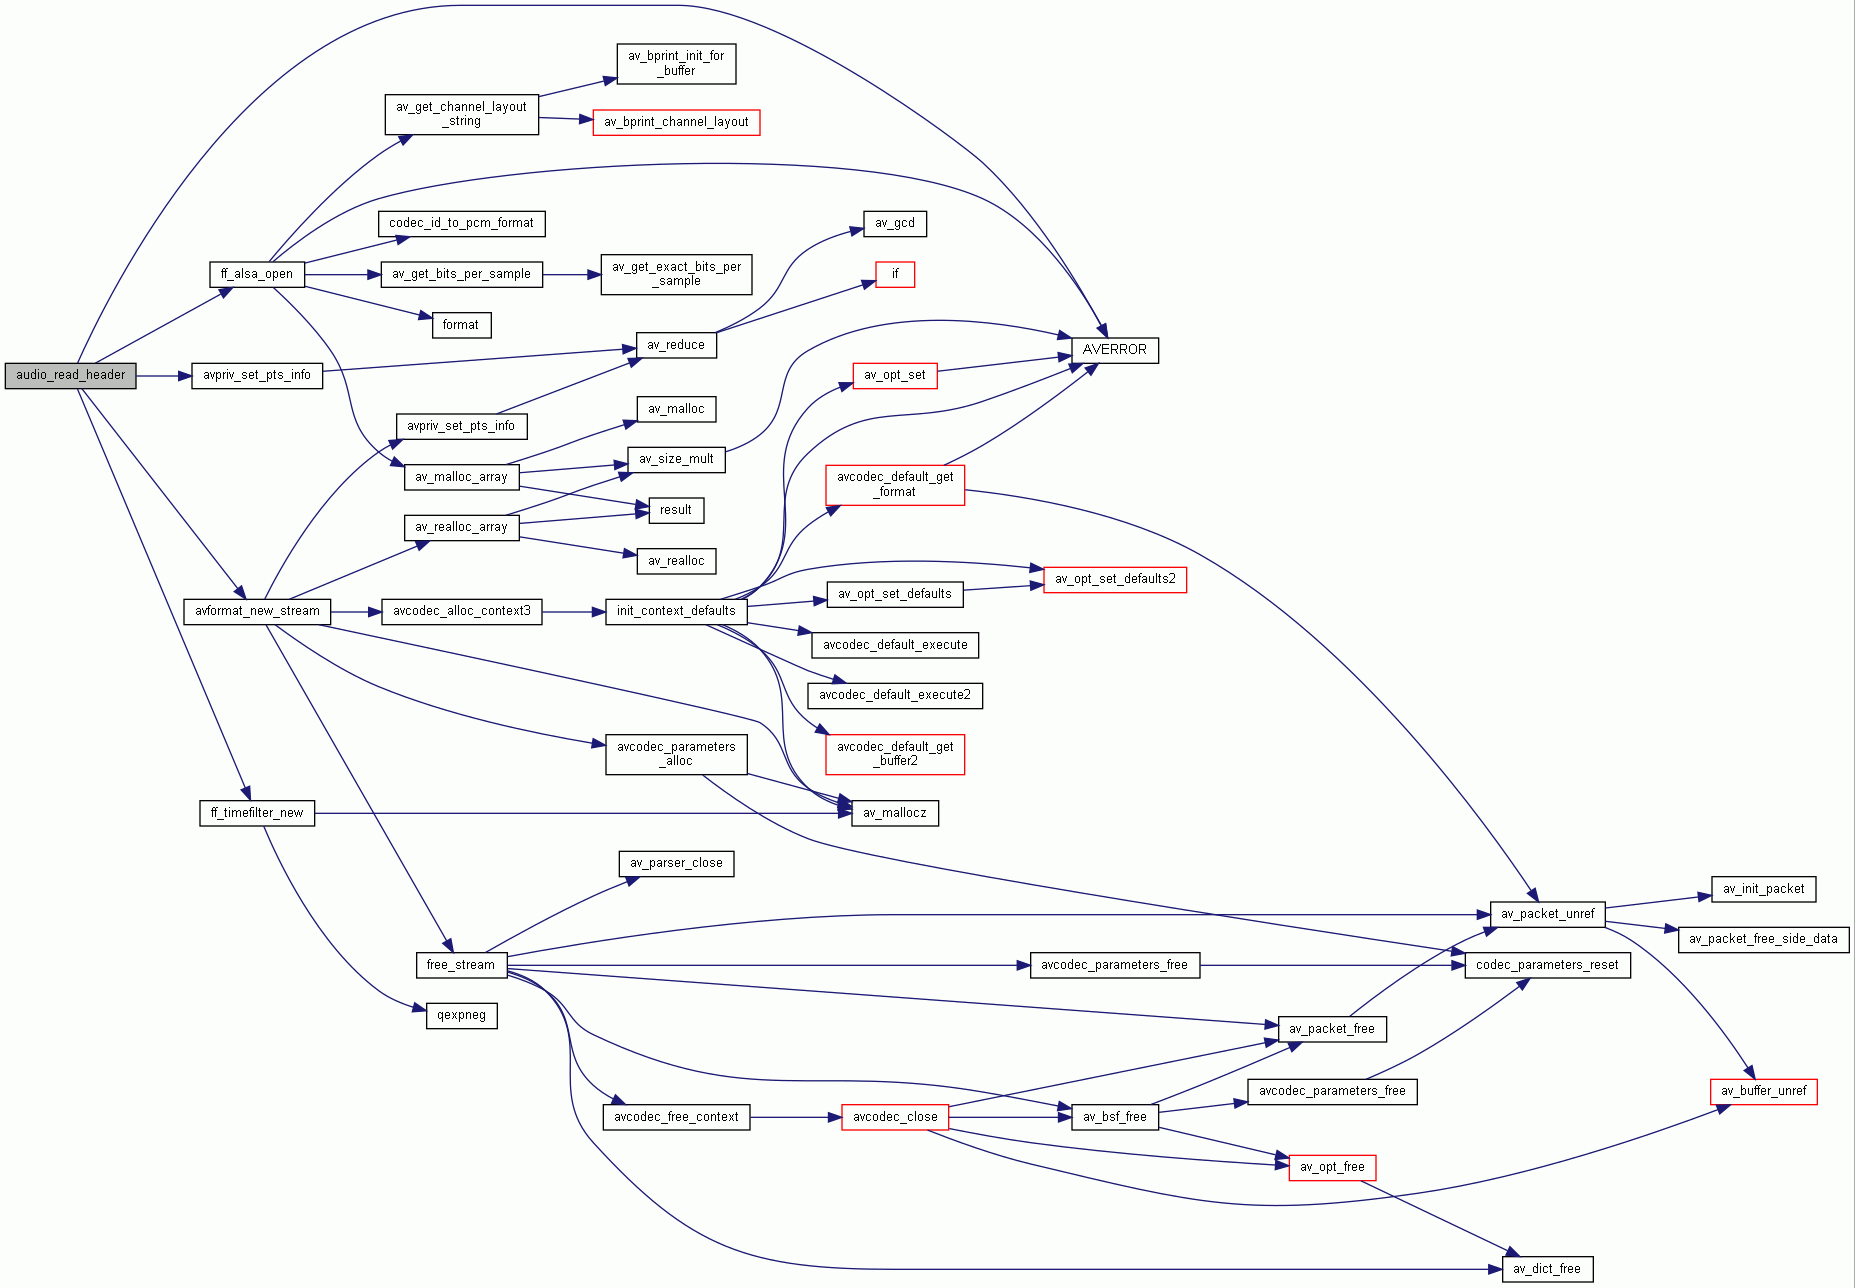 av_bprint_init_for
_buffer
av_get_channel_layout
_string
av_bprint_channel_layout
codec_id_to_pcm_format
av_gcd
ff_alsa_open
av_get_bits_per_sample
av_get_exact_bits_per
_sample
if
format
av_reduce
AVERROR
audio_read_header
avpriv_set_pts_info
av_opt_set
av_malloc
avpriv_set_pts_info
av_size_mult
av_malloc_array
avcodec_default_get
_format
result
av_realloc_array
av_realloc
av_opt_set_defaults2
av_opt_set_defaults
avformat_new_stream
avcodec_alloc_context3
init_context_defaults
avcodec_default_execute
avcodec_default_execute2
avcodec_parameters
_alloc
avcodec_default_get
_buffer2
ff_timefilter_new
av_mallocz
av_parser_close
av_init_packet
av_packet_unref
av_packet_free_side_data
free_stream
avcodec_parameters_free
codec_parameters_reset
qexpneg
av_packet_free
avcodec_parameters_free
av_buffer_unref
avcodec_free_context
avcodec_close
av_bsf_free
av_opt_free
av_dict_free